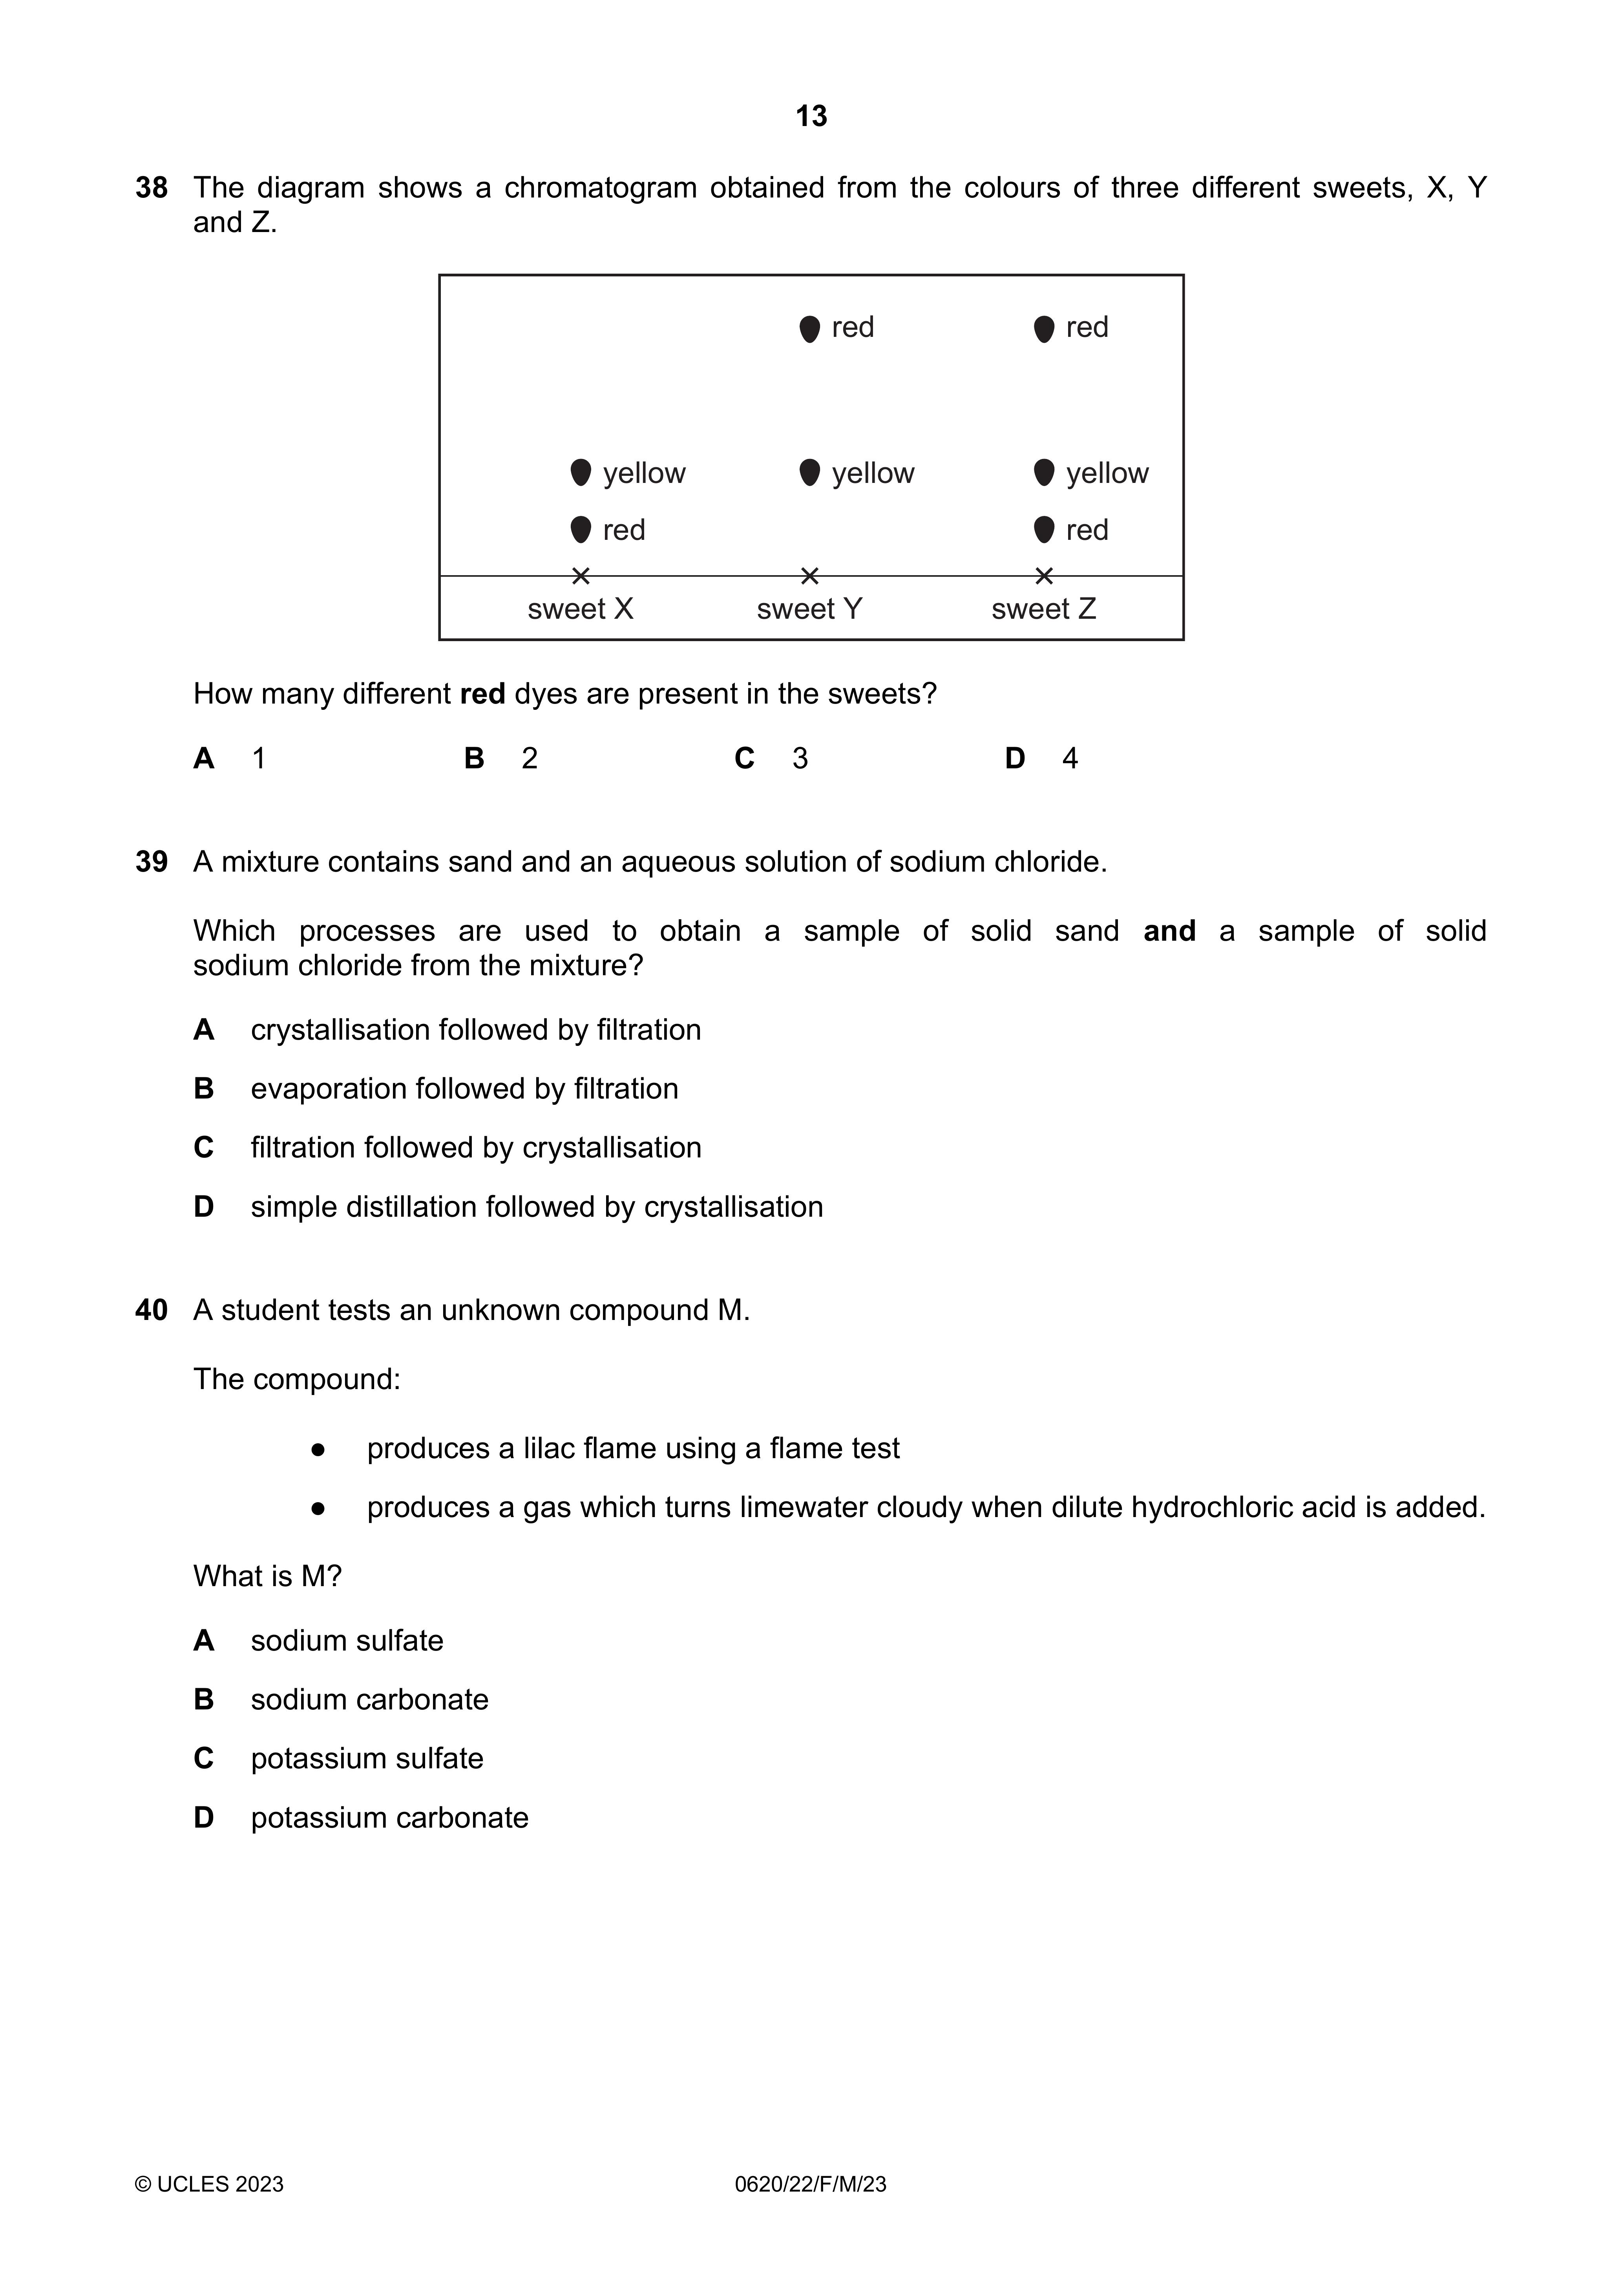 13
38 The diagram shows a chromatogram obtained from the colours of three different sweets, X, Y
and Z.
red red
yellow yellow yellow
red red
sweet X sweet Y sweet Z
How many different red dyes are present in the sweets?
A 1 B 2 C 3 D 4
39 A mixture contains sand and an aqueous solution of sodium chloride.
Which processes are used to obtain a sample of solid sand and a sample of solid
sodium chloride from the mixture?
A crystallisation followed by filtration
B evaporation followed by filtration
C filtration followed by crystallisation
D simple distillation followed by crystallisation
40 A student tests an unknown compound M.
The compound:
● produces a lilac flame using a flame test
● produces a gas which turns limewater cloudy when dilute hydrochloric acid is added.
What is M?
A sodium sulfate
B sodium carbonate
C potassium sulfate
D potassium carbonate
© UCLES 2023 0620/22/F/M/23